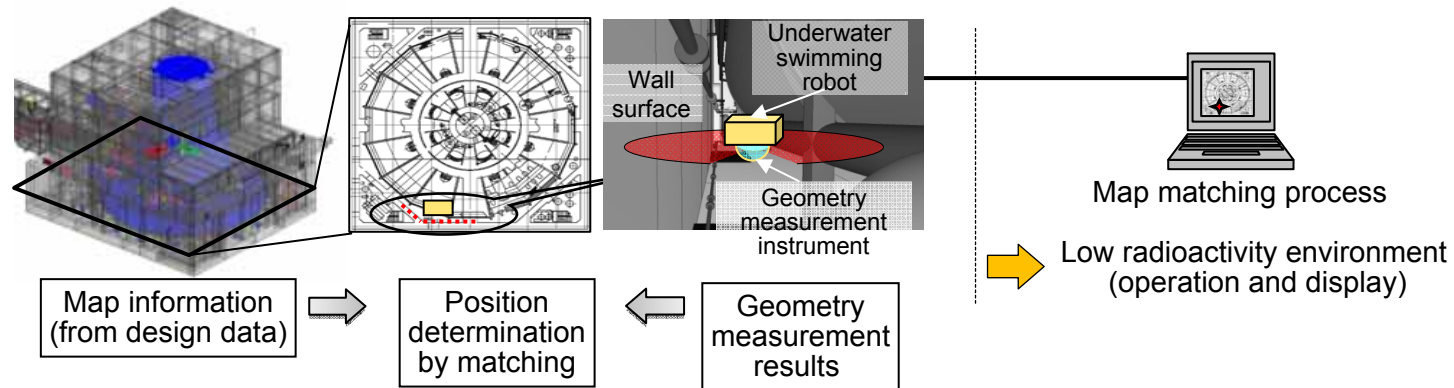 Underwater
swimming
robot
Wall
surface
Geometry
measurement
instrument
Map matching process
Low radioactivity environment
(operation and display)
Map information
(from design data)
Position
determination
by matching
Geometry
measurement
results